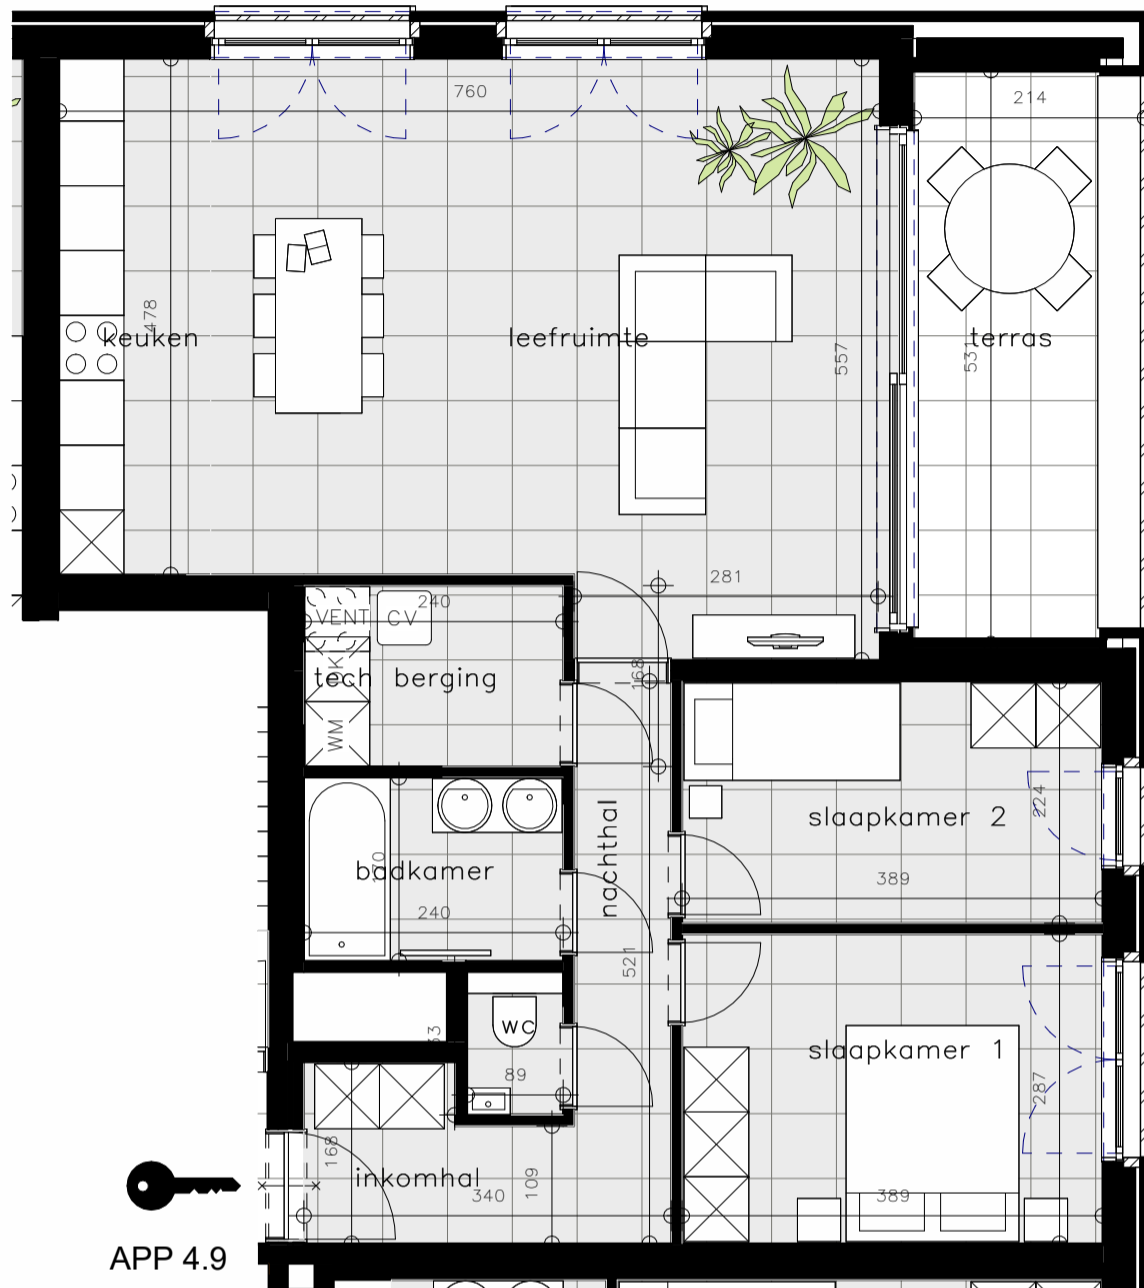 760
214
478
keuken
leefruimte
557
terras
531
281
240
VENT
CV
168
tech berging
WM
slaapkamer 2
224
389
nachthal
badkamer
170
240
521
wc
89
slaapkamer 1
287
168
inkomhal
340
109
389
APP 4.9